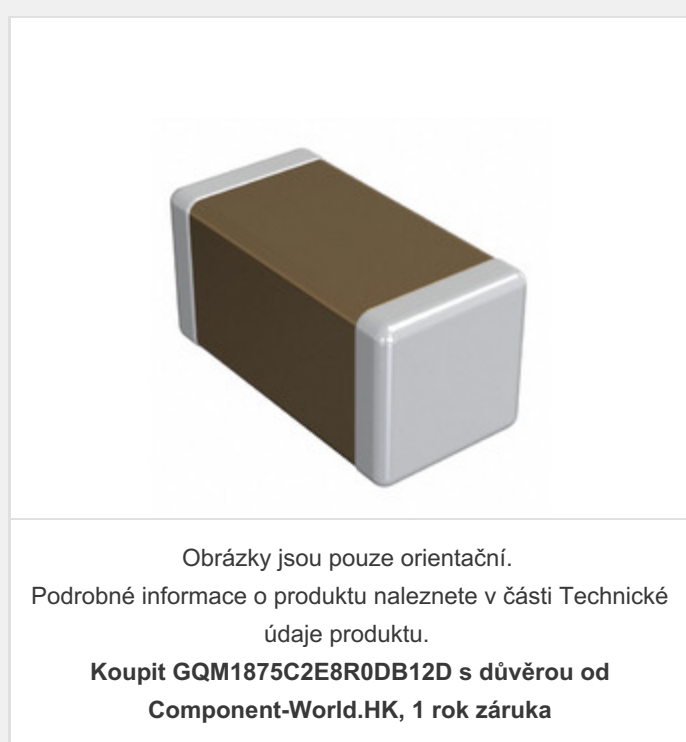 Obrázky jsou pouze orientační.
Podrobné informace o produktu naleznete v části Technické
údaje produktu.
Koupit GQM1875C2E8R0DB12D s důvěrou od
Component-World.HK, 1 rok záruka